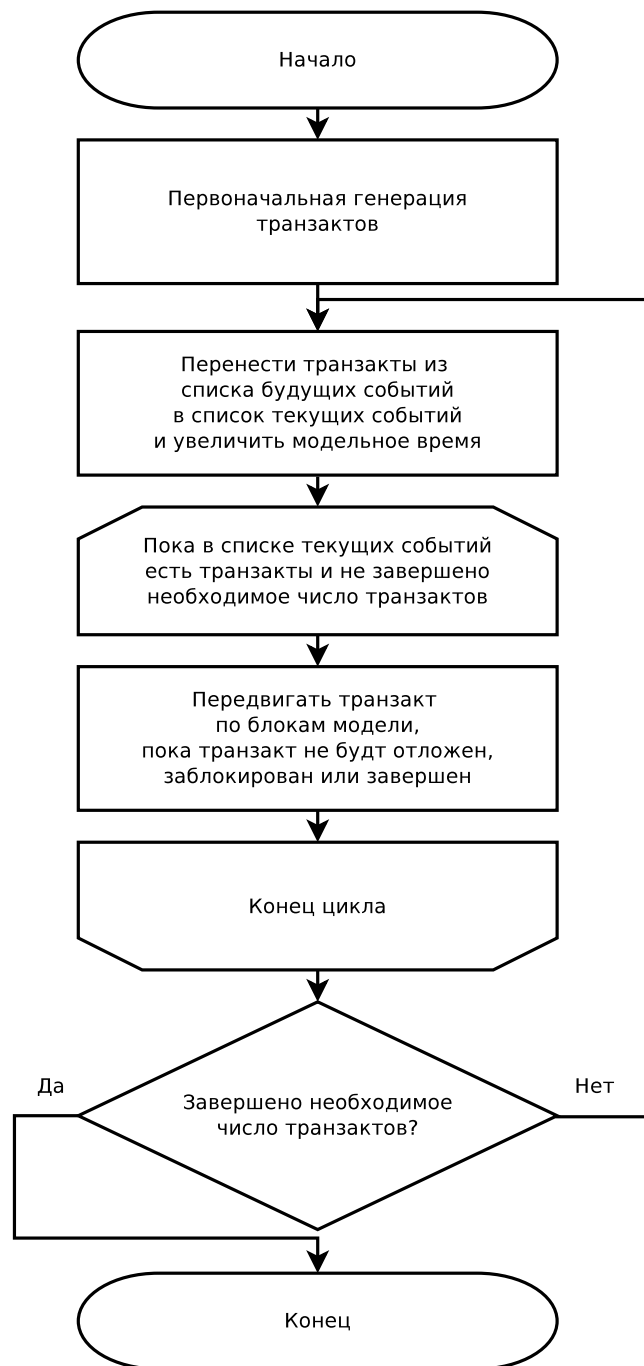 Начало
Первоначальная генерация
транзактов
Перенести транзакты из
списка будущих событий
в список текущих событий
и увеличить модельное время
Пока в списке текущих событий
есть транзакты и не завершено
необходимое число транзактов
Передвигать транзакт
по блокам модели,
пока транзакт не будт отложен,
заблокирован или завершен
Конец цикла
Да
Нет
Завершено необходимое
число транзактов?
Конец